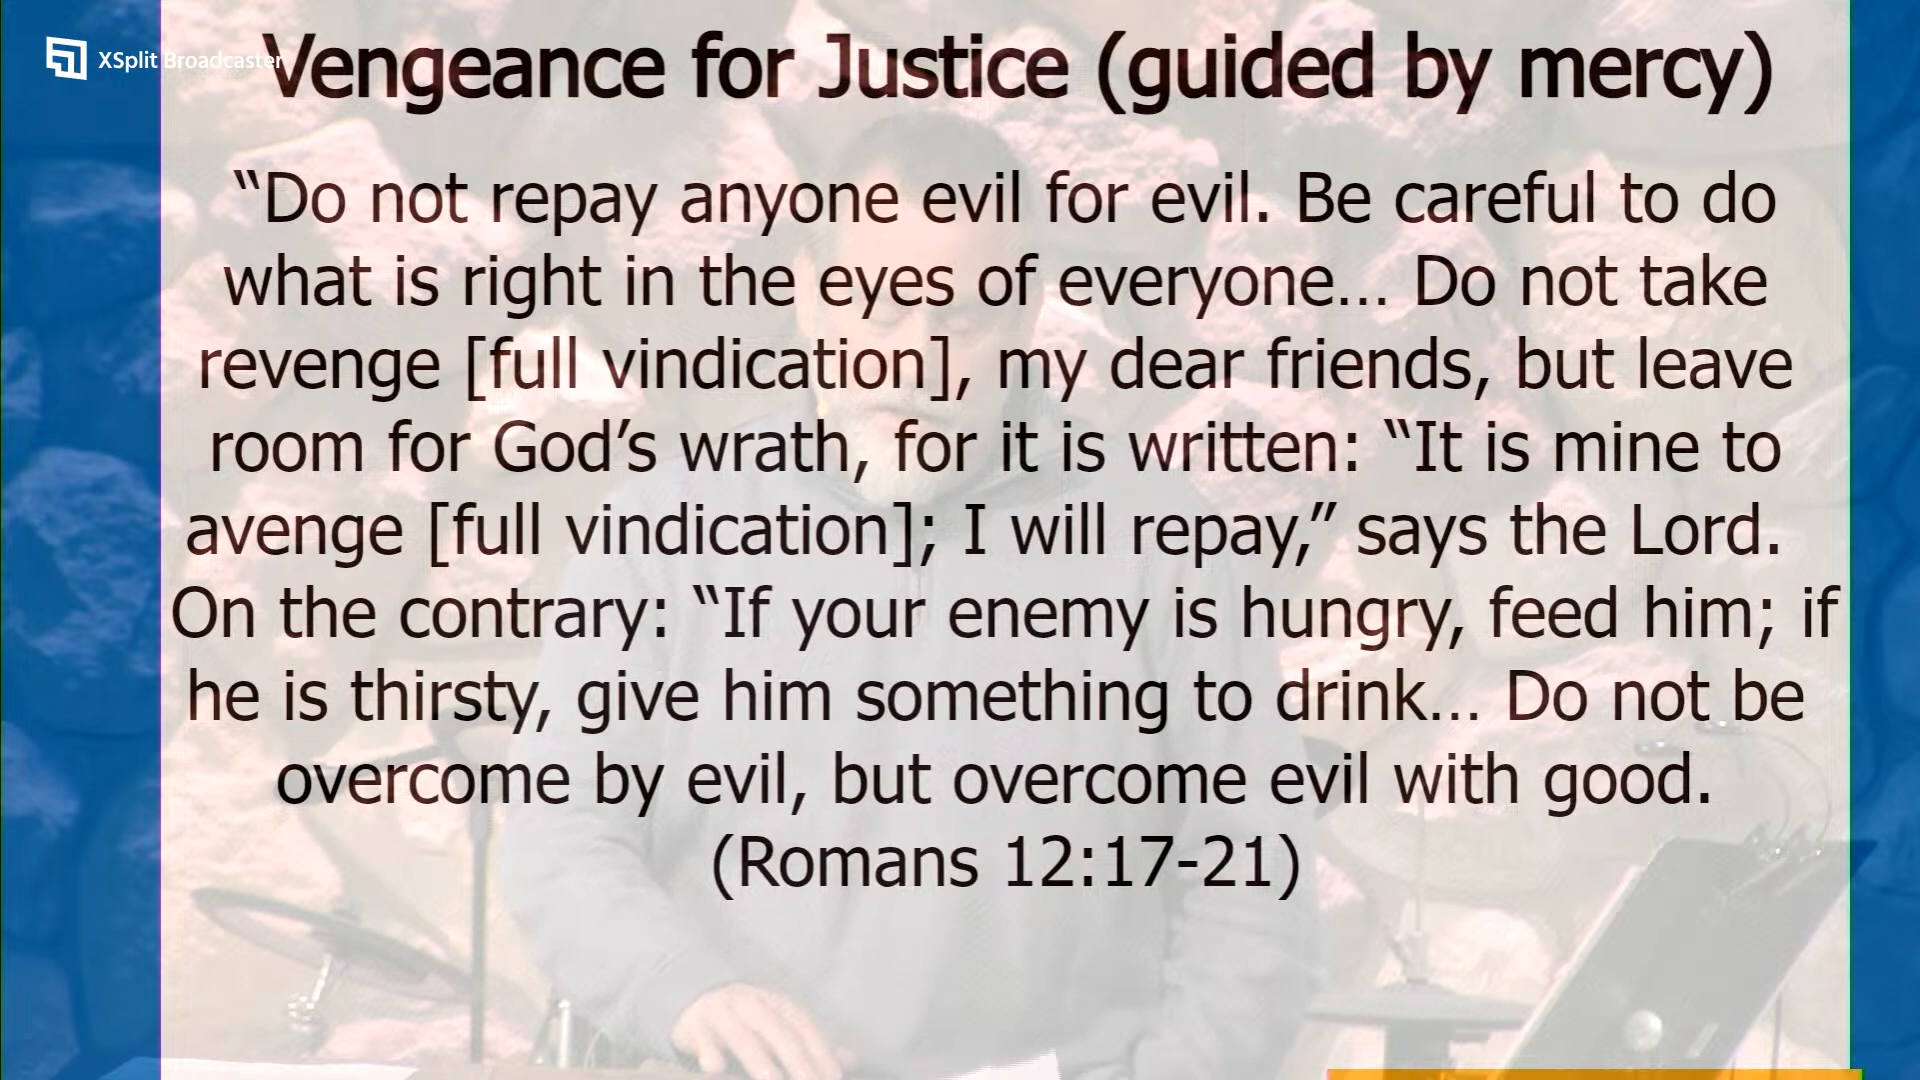 XSplit Broadcaster
Vengeance for Justice (guided by mercy)
“Do not repay anyone evil for evil. Be careful to do
what is right in the eyes of everyone… Do not take
revenge [full vindication], my dear friends, but leave
room for God’s wrath, for it is written: “It is mine to
avenge [full vindication]; I will repay,” says the Lord.
On the contrary: “If your enemy is hungry, feed him; if
he is thirsty, give him something to drink… Do not be
overcome by evil, but overcome evil with good.
(Romans 12:17-21)